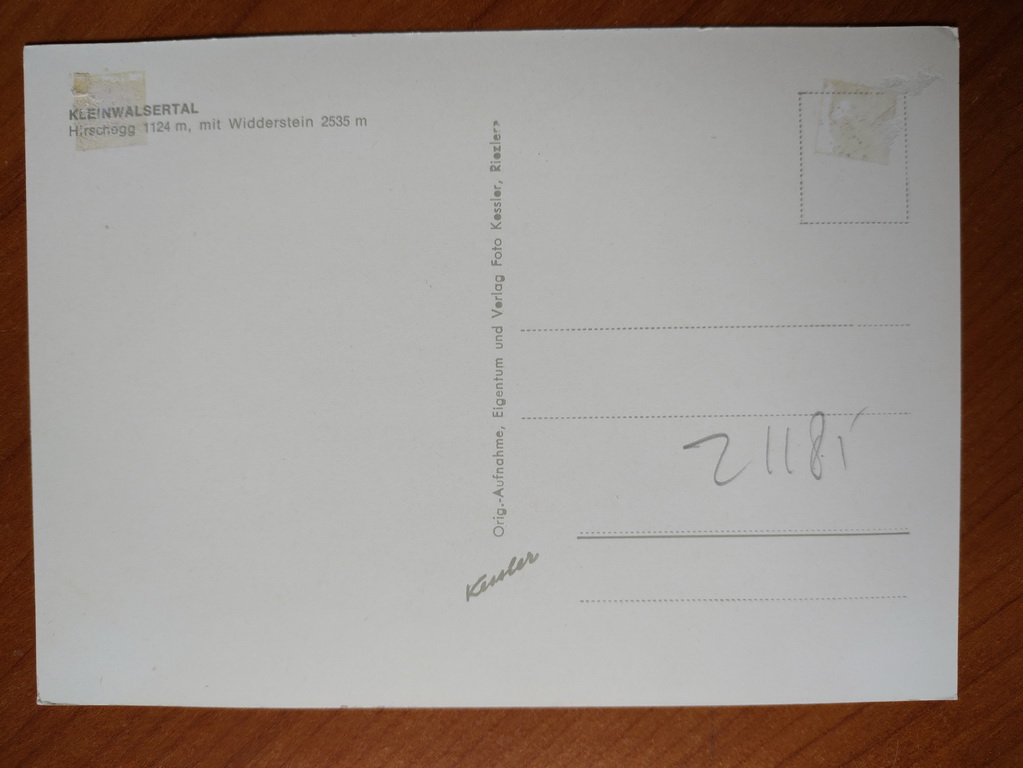 KLEINWALSERTAL
Hirschegg 1124 m, mit Widderstein 2535 m
Orig.-Aufnahme, Eigentum und Verlag Foto Kessler, Riezlern
Kessler
21181